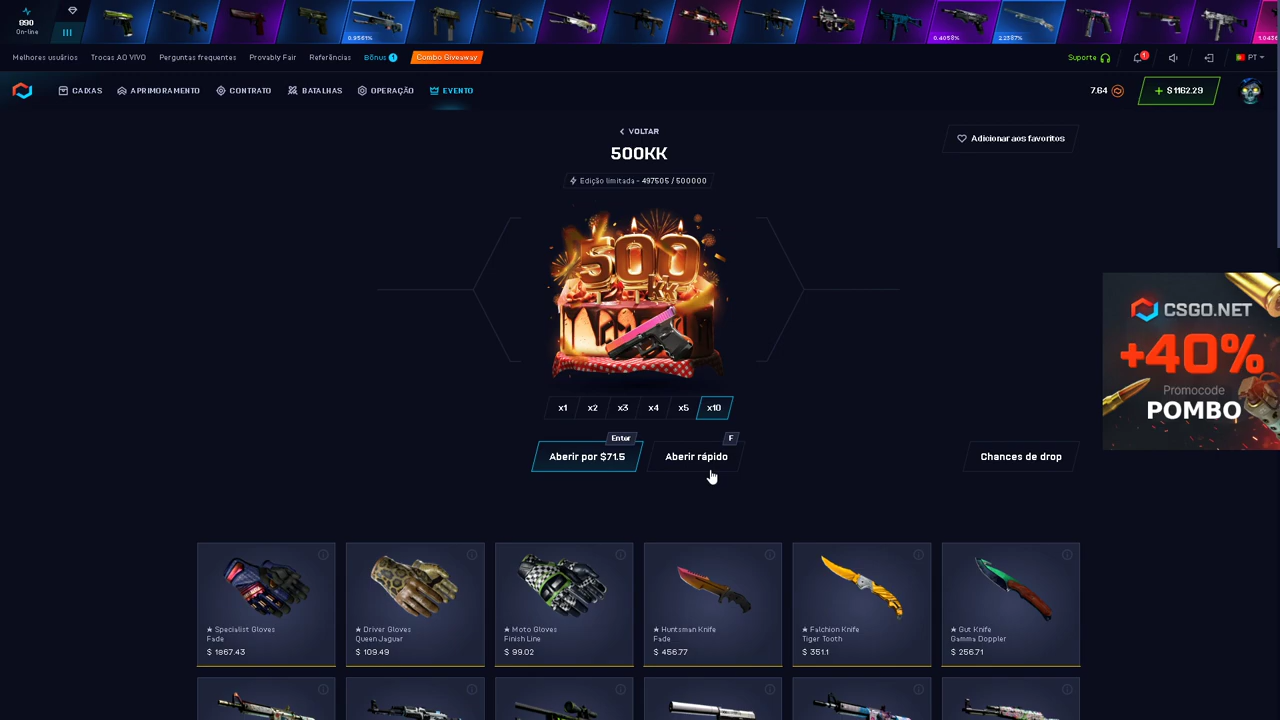 890
On-line
0.9561%
0.4058%
2.2387%
Melhores usuários Trocas AO VIVO Perguntas frequentes Provably Fair Referências Bônus 1 Combo Giveaway Suporte 1 PT
CAIXAS APRIMORAMENTO CONTRATO BATALHAS OPERAÇÃO EVENTO 7.64 + $ 1162.29
VOLTAR
500KK
Adicionar aos favoritos
Edição limitada - 497505 / 500000
500
KK
CSGO.NET
+40%
Promocode
POMBO
x1 x2 x3 x4 x5 x10
Enter F
Aberir por $71.5 Aberir rápido Chances de drop
★ Specialist Gloves
Fade
$ 1867.43
★ Driver Gloves
Queen Jaguar
$ 109.49
★ Moto Gloves
Finish Line
$ 99.02
★ Huntsman Knife
Fade
$ 456.77
★ Falchion Knife
Tiger Tooth
$ 351.1
★ Gut Knife
Gamma Doppler
$ 256.71